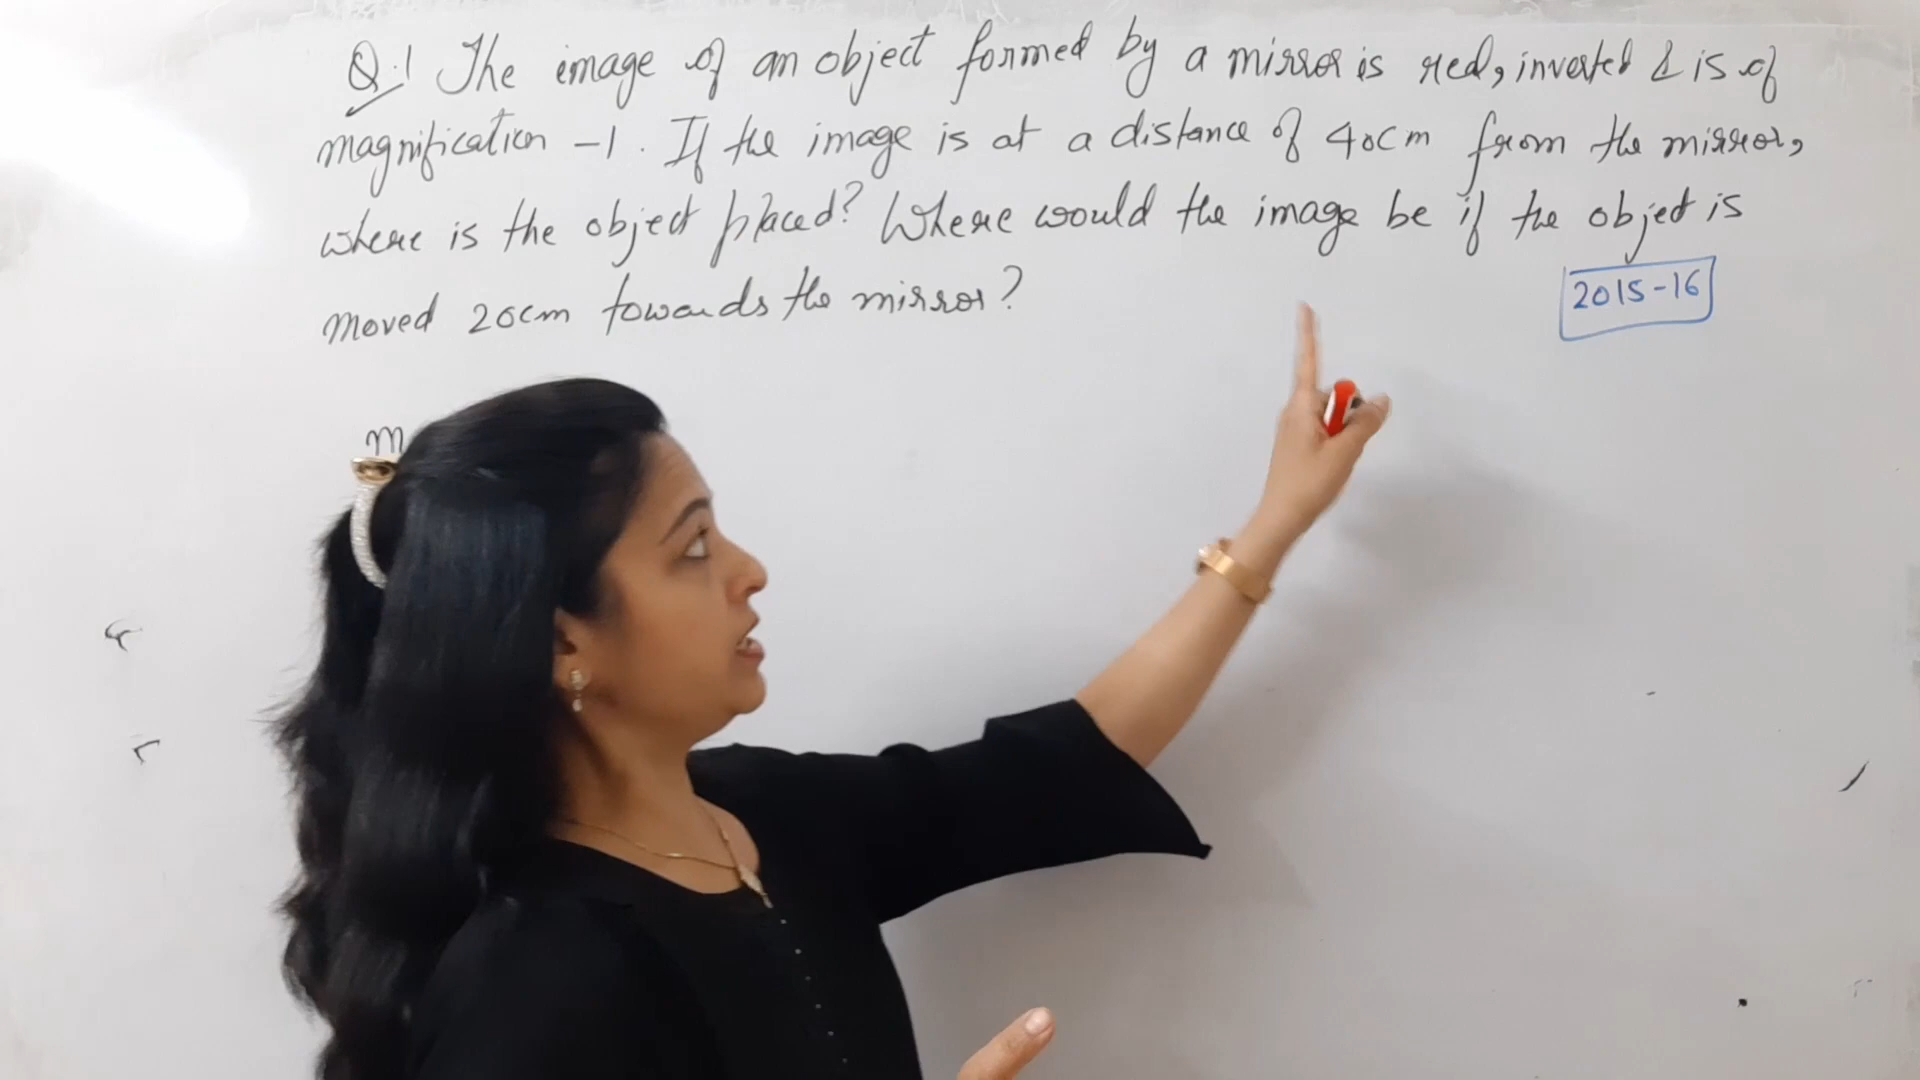 Q.1 The image of an object formed by a mirror is real, inverted & is of
magnification -1. If the image is at a distance of 40cm from the mirror,
where is the object placed? Where would the image be if the object is
moved 20cm towards the mirror?
2015-16
m